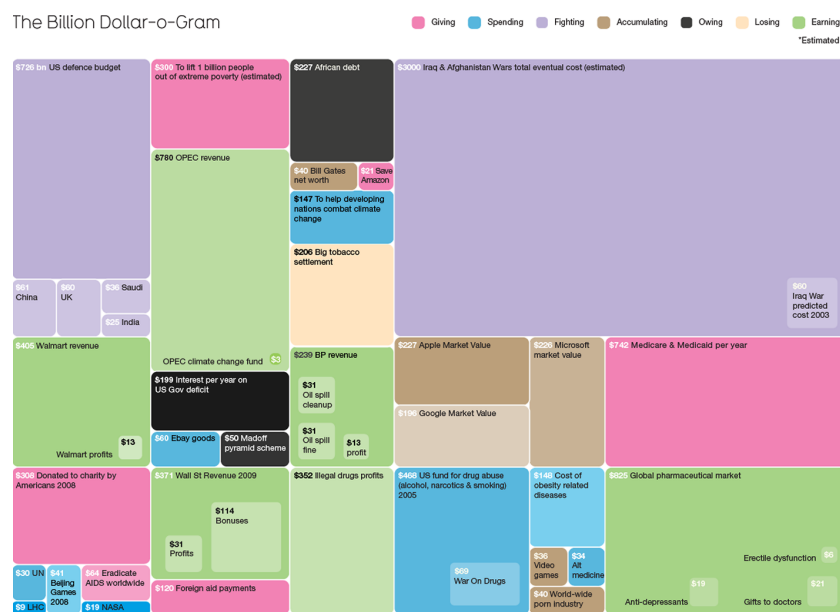 The Billion Dollar-o-Gram
Giving
Spending
Fighting
Accumulating
Owing
Losing
Earning
*Estimated
$726 bn US defence budget
$300 To lift 1 billion people
out of extreme poverty (estimated)
$227 African debt
$3000 Iraq & Afghanistan Wars total eventual cost (estimated)
$780 OPEC revenue
$40 Bill Gates
net worth
$21 Save
Amazon
$147 To help developing
nations combat climate
change
$206 Big tobacco
settlement
$61
China
$60
UK
$36 Saudi
$25 India
$60
Iraq War
predicted
cost 2003
$405 Walmart revenue
OPEC climate change fund $3
$239 BP revenue
$227 Apple Market Value
$226 Microsoft
market value
$742 Medicare & Medicaid per year
$199 Interest per year on
US Gov deficit
$31
Oil spill
cleanup
$196 Google Market Value
$31
Oil spill
fine
$13
profit
$60 Ebay goods
$50 Madoff
pyramid scheme
Walmart profits $13
$308 Donated to charity by
Americans 2008
$371 Wall St Revenue 2009
$352 Illegal drugs profits
$466 US fund for drug abuse
(alcohol, narcotics & smoking)
2005
$148 Cost of
obesity related
diseases
$825 Global pharmaceutical market
$114
Bonuses
$31
Profits
$30 UN
$41
Beijing
Games
2008
$64 Eradicate
AIDS worldwide
$69
War On Drugs
$36
Video
games
$34
Alt
medicine
Erectile dysfunction $6
$9 LHC
$19 NASA
$120 Foreign aid payments
$40 World-wide
porn industry
$19
Anti-depressants
$21
Gifts to doctors